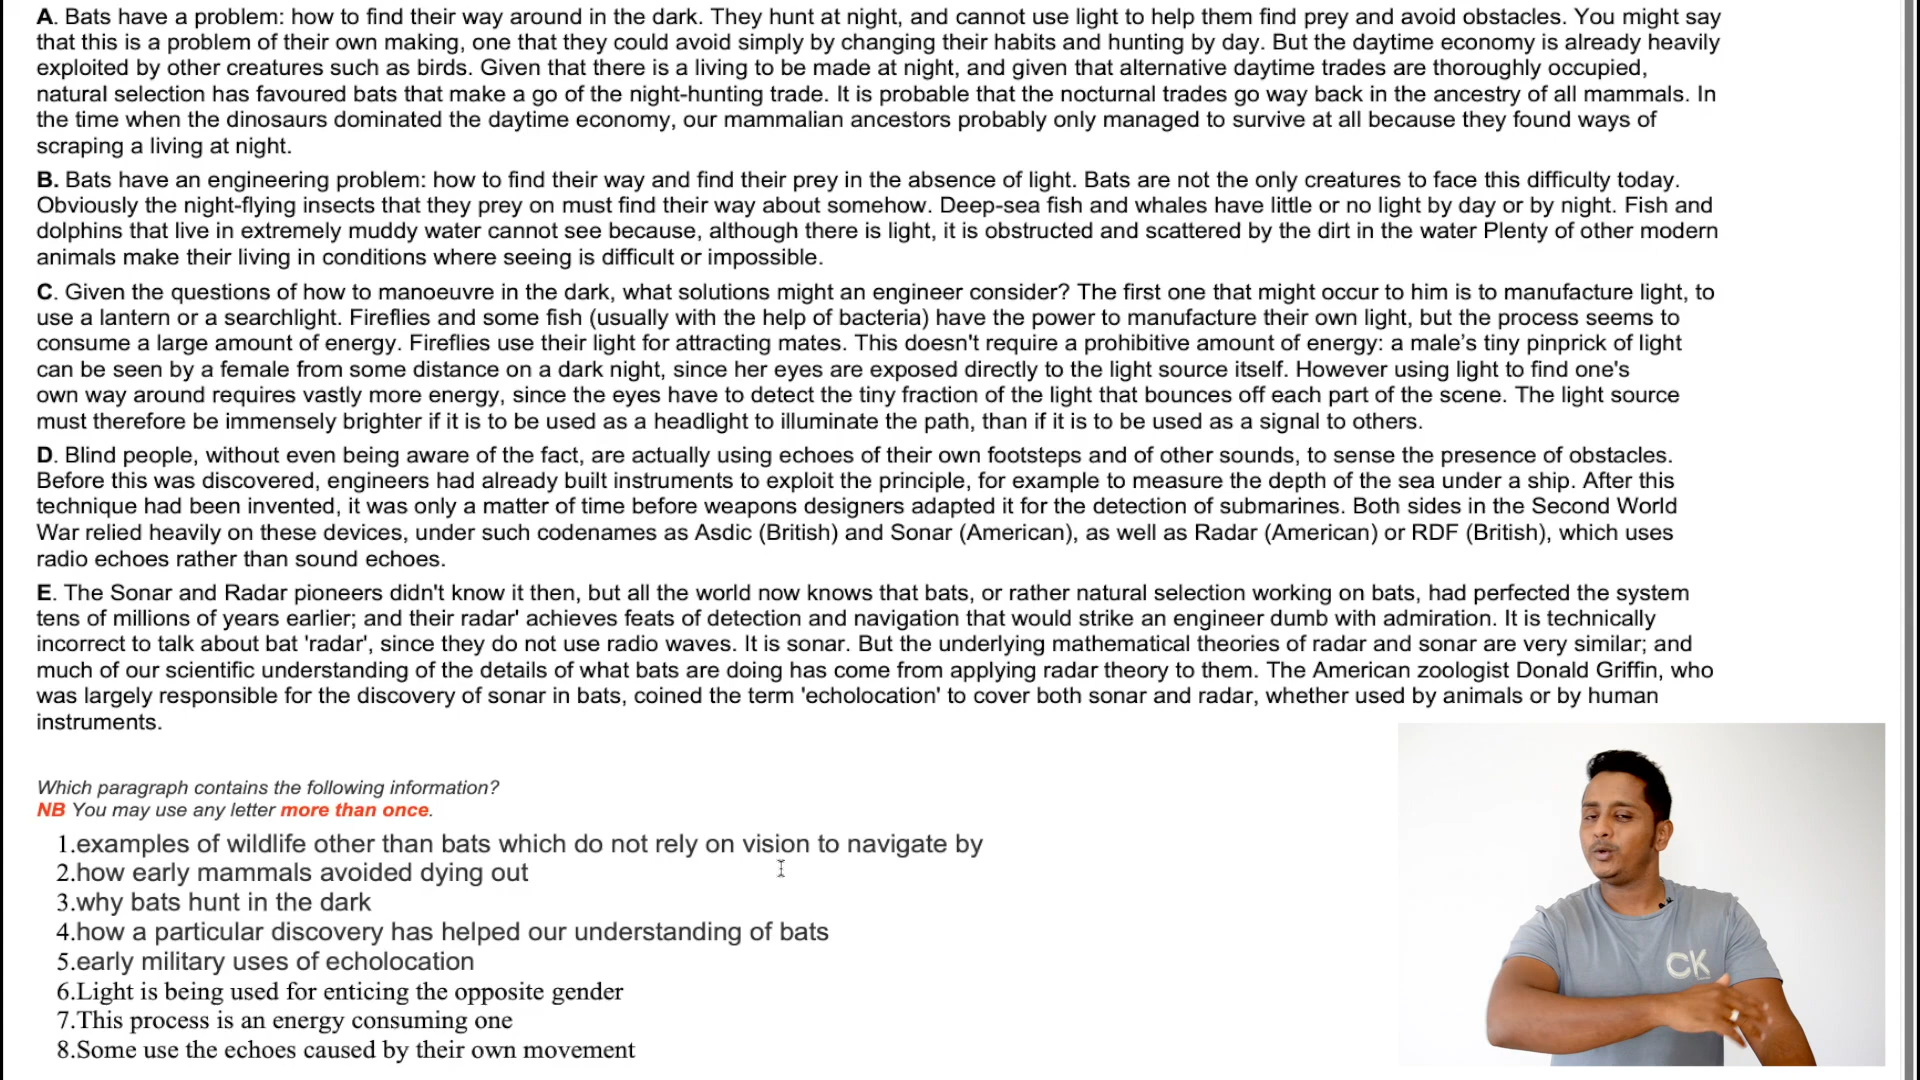 A. Bats have a problem: how to find their way around in the dark. They hunt at night, and cannot use light to help them find prey and avoid obstacles. You might say
that this is a problem of their own making, one that they could avoid simply by changing their habits and hunting by day. But the daytime economy is already heavily
exploited by other creatures such as birds. Given that there is a living to be made at night, and given that alternative daytime trades are thoroughly occupied,
natural selection has favoured bats that make a go of the night-hunting trade. It is probable that the nocturnal trades go way back in the ancestry of all mammals. In
the time when the dinosaurs dominated the daytime economy, our mammalian ancestors probably only managed to survive at all because they found ways of
scraping a living at night.
B. Bats have an engineering problem: how to find their way and find their prey in the absence of light. Bats are not the only creatures to face this difficulty today.
Obviously the night-flying insects that they prey on must find their way about somehow. Deep-sea fish and whales have little or no light by day or by night. Fish and
dolphins that live in extremely muddy water cannot see because, although there is light, it is obstructed and scattered by the dirt in the water Plenty of other modern
animals make their living in conditions where seeing is difficult or impossible.
C. Given the questions of how to manoeuvre in the dark, what solutions might an engineer consider? The first one that might occur to him is to manufacture light, to
use a lantern or a searchlight. Fireflies and some fish (usually with the help of bacteria) have the power to manufacture their own light, but the process seems to
consume a large amount of energy. Fireflies use their light for attracting mates. This doesn't require a prohibitive amount of energy: a male's tiny pinprick of light
can be seen by a female from some distance on a dark night, since her eyes are exposed directly to the light source itself. However using light to find one's
own way around requires vastly more energy, since the eyes have to detect the tiny fraction of the light that bounces off each part of the scene. The light source
must therefore be immensely brighter if it is to be used as a headlight to illuminate the path, than if it is to be used as a signal to others.
D. Blind people, without even being aware of the fact, are actually using echoes of their own footsteps and of other sounds, to sense the presence of obstacles.
Before this was discovered, engineers had already built instruments to exploit the principle, for example to measure the depth of the sea under a ship. After this
technique had been invented, it was only a matter of time before weapons designers adapted it for the detection of submarines. Both sides in the Second World
War relied heavily on these devices, under such codenames as Asdic (British) and Sonar (American), as well as Radar (American) or RDF (British), which uses
radio echoes rather than sound echoes.
E. The Sonar and Radar pioneers didn't know it then, but all the world now knows that bats, or rather natural selection working on bats, had perfected the system
tens of millions of years earlier; and their radar' achieves feats of detection and navigation that would strike an engineer dumb with admiration. It is technically
incorrect to talk about bat 'radar', since they do not use radio waves. It is sonar. But the underlying mathematical theories of radar and sonar are very similar; and
much of our scientific understanding of the details of what bats are doing has come from applying radar theory to them. The American zoologist Donald Griffin, who
was largely responsible for the discovery of sonar in bats, coined the term 'echolocation' to cover both sonar and radar, whether used by animals or by human
instruments.
Which paragraph contains the following information?
NB You may use any letter more than once.
1.examples of wildlife other than bats which do not rely on vision to navigate by
2.how early mammals avoided dying out
3.why bats hunt in the dark
4.how a particular discovery has helped our understanding of bats
5.early military uses of echolocation
6.Light is being used for enticing the opposite gender
7.This process is an energy consuming one
8.Some use the echoes caused by their own movement
CK